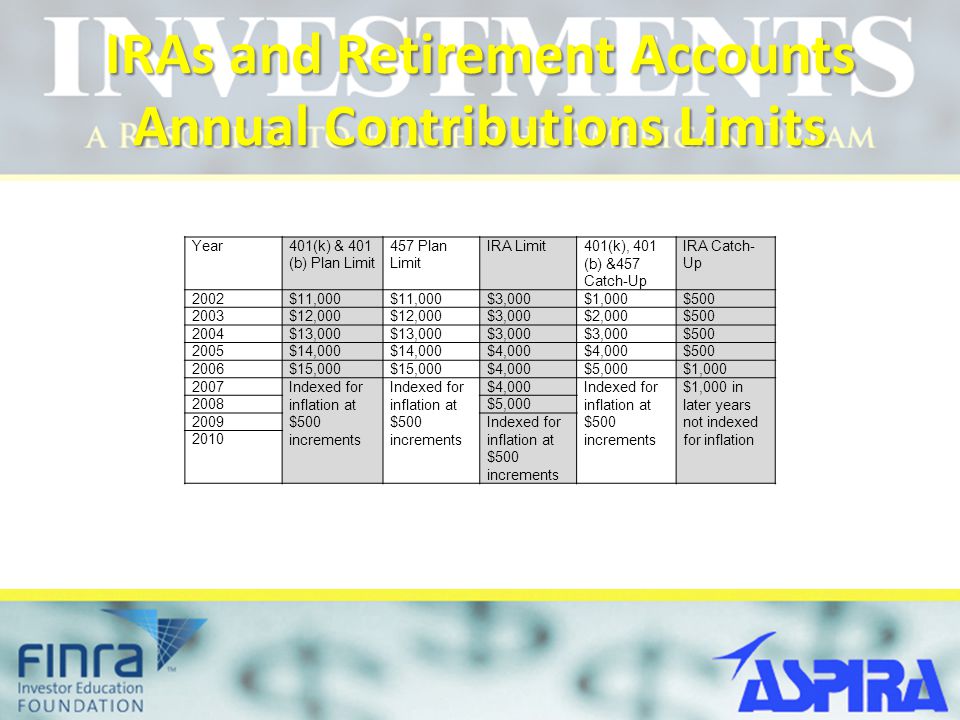 INVESTMENTS
IRAs and Retirement Accounts
Annual Contributions Limits
Year 401(k) & 401 (b) Plan Limit 457 Plan Limit IRA Limit 401(k), 401 (b) &457 Catch-Up IRA Catch-Up
2002 $11,000 $11,000 $3,000 $1,000 $500
2003 $12,000 $12,000 $3,000 $2,000 $500
2004 $13,000 $13,000 $3,000 $3,000 $500
2005 $14,000 $14,000 $4,000 $4,000 $500
2006 $15,000 $15,000 $4,000 $5,000 $1,000
2007 Indexed for inflation at $500 increments Indexed for inflation at $500 increments $4,000 Indexed for inflation at $500 increments $1,000 in later years not indexed for inflation
2008 $5,000
2009 Indexed for inflation at $500 increments
2010
FINRA
Investor Education
FOUNDATION
ASPIRA